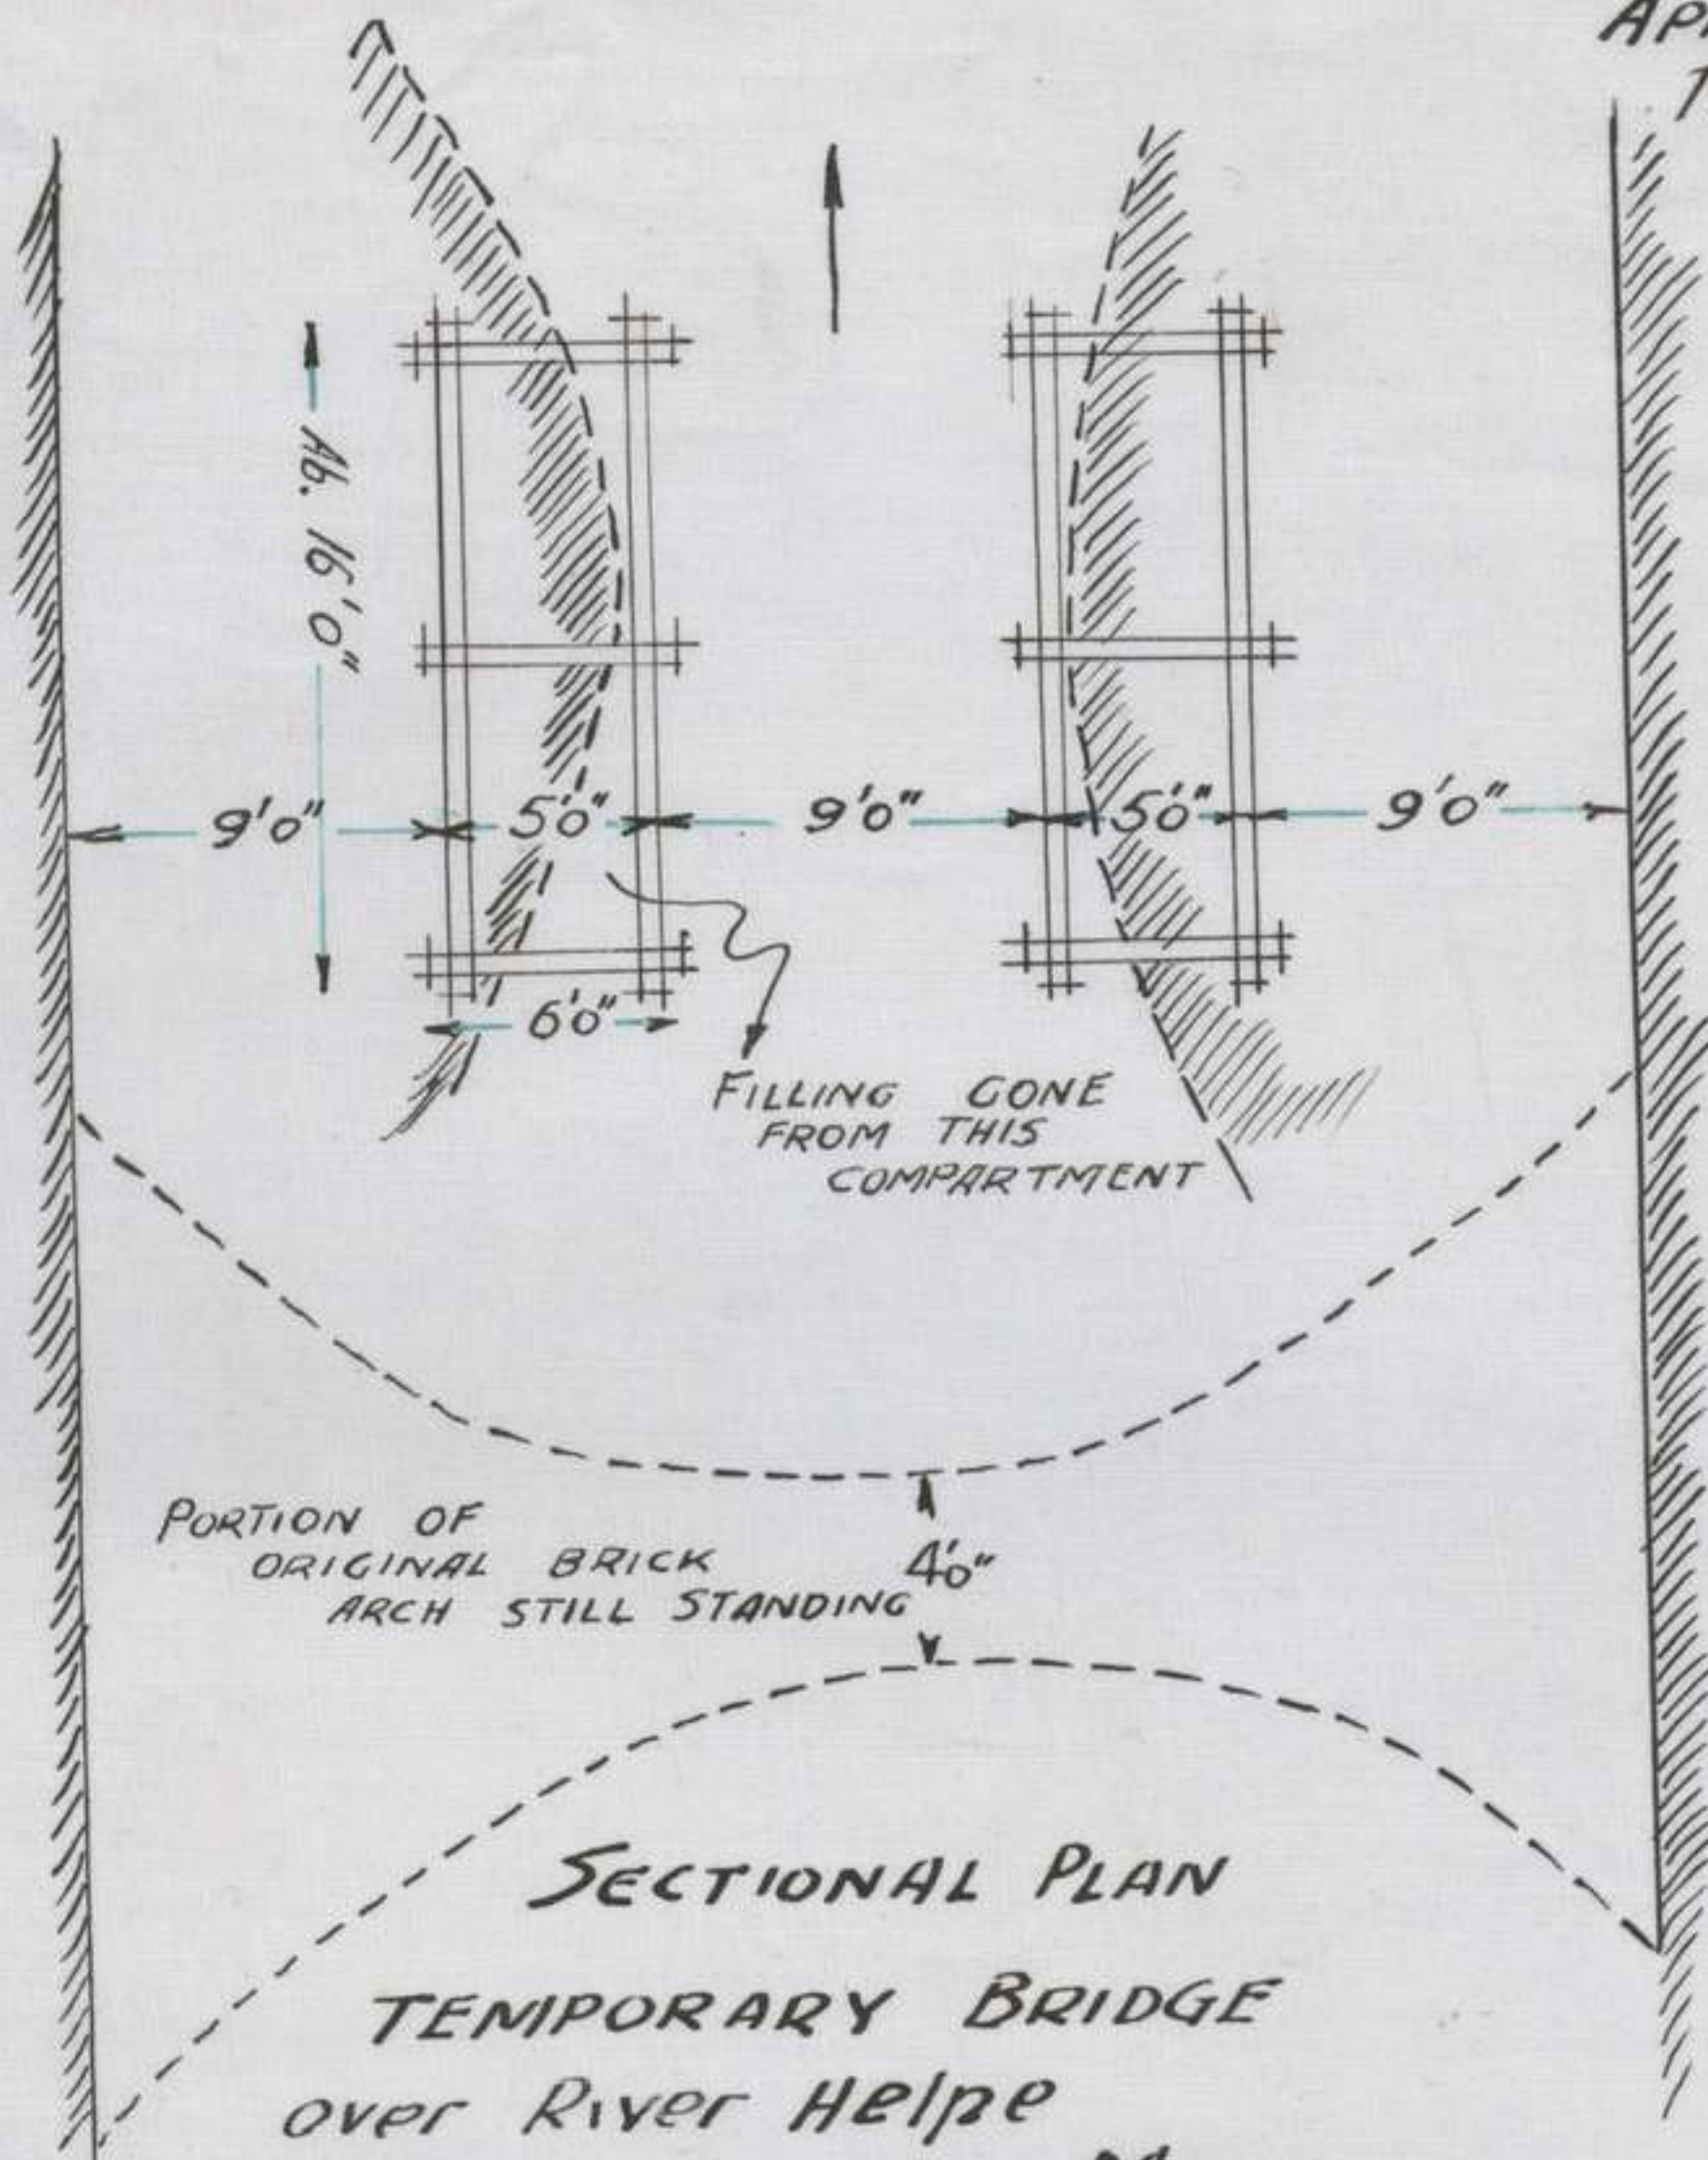 Ab. 16'0"
9'0" 5'0" 9'0" 5'0" 9'0"
6'0"
FILLING GONE
FROM THIS
COMPARTMENT
PORTION OF
ORIGINAL BRICK
ARCH STILL STANDING
4'0"
SECTIONAL PLAN
TEMPORARY BRIDGE
over River Helpe